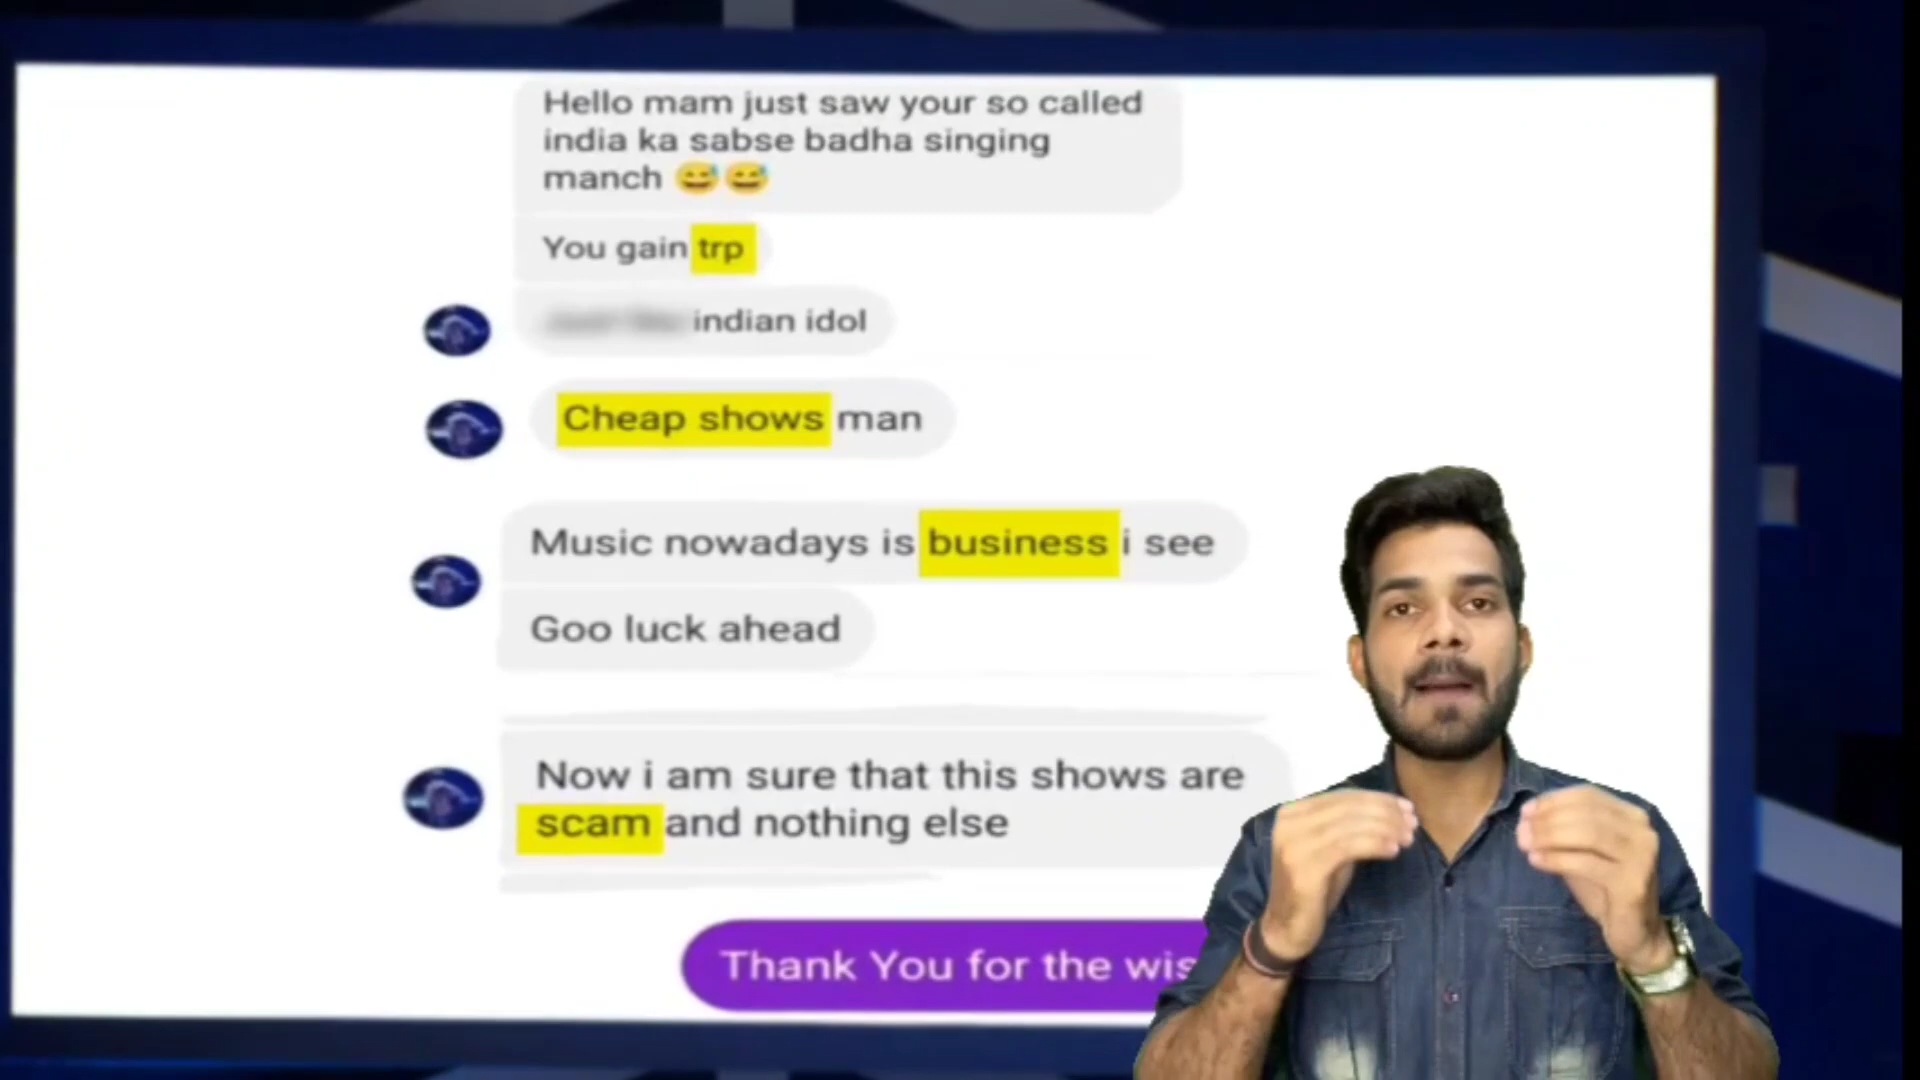 Hello mam just saw your so called
india ka sabse badha singing
manch 😅😅
You gain trp
indian idol
Cheap shows man
Music nowadays is business i see
Goo luck ahead
Now i am sure that this shows are
scam and nothing else
Thank You for the